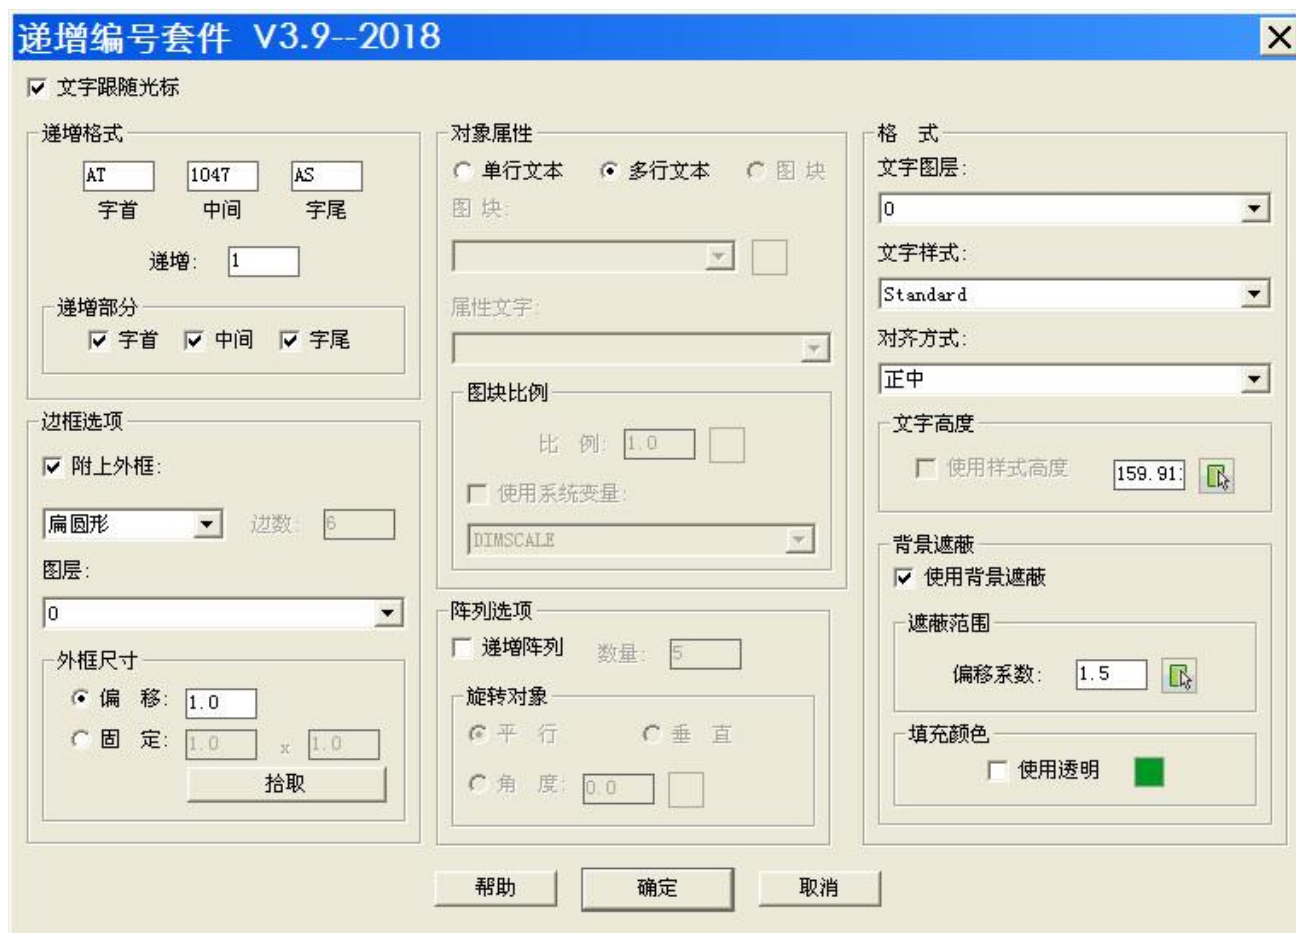 递增编号套件 V3.9--2018
文字跟随光标
递增格式
AT 1047 AS
字首 中间 字尾
递增: 1
递增部分
字首 中间 字尾
边框选项
附上外框:
扁圆形 边数: 6
图层:
0
外框尺寸
偏 移: 1.0
固 定: 1.0 x 1.0
拾取
对象属性
单行文本 多行文本 图 块
图 块:
属性文字:
图块比例
比 例: 1.0
使用系统变量:
DIMSCALE
阵列选项
递增阵列 数量: 5
旋转对象
平 行 垂 直
角 度: 0.0
格 式
文字图层:
0
文字样式:
Standard
对齐方式:
正中
文字高度
使用样式高度 159.91
背景遮蔽
使用背景遮蔽
遮蔽范围
偏移系数: 1.5
填充颜色
使用透明
帮助 确定 取消